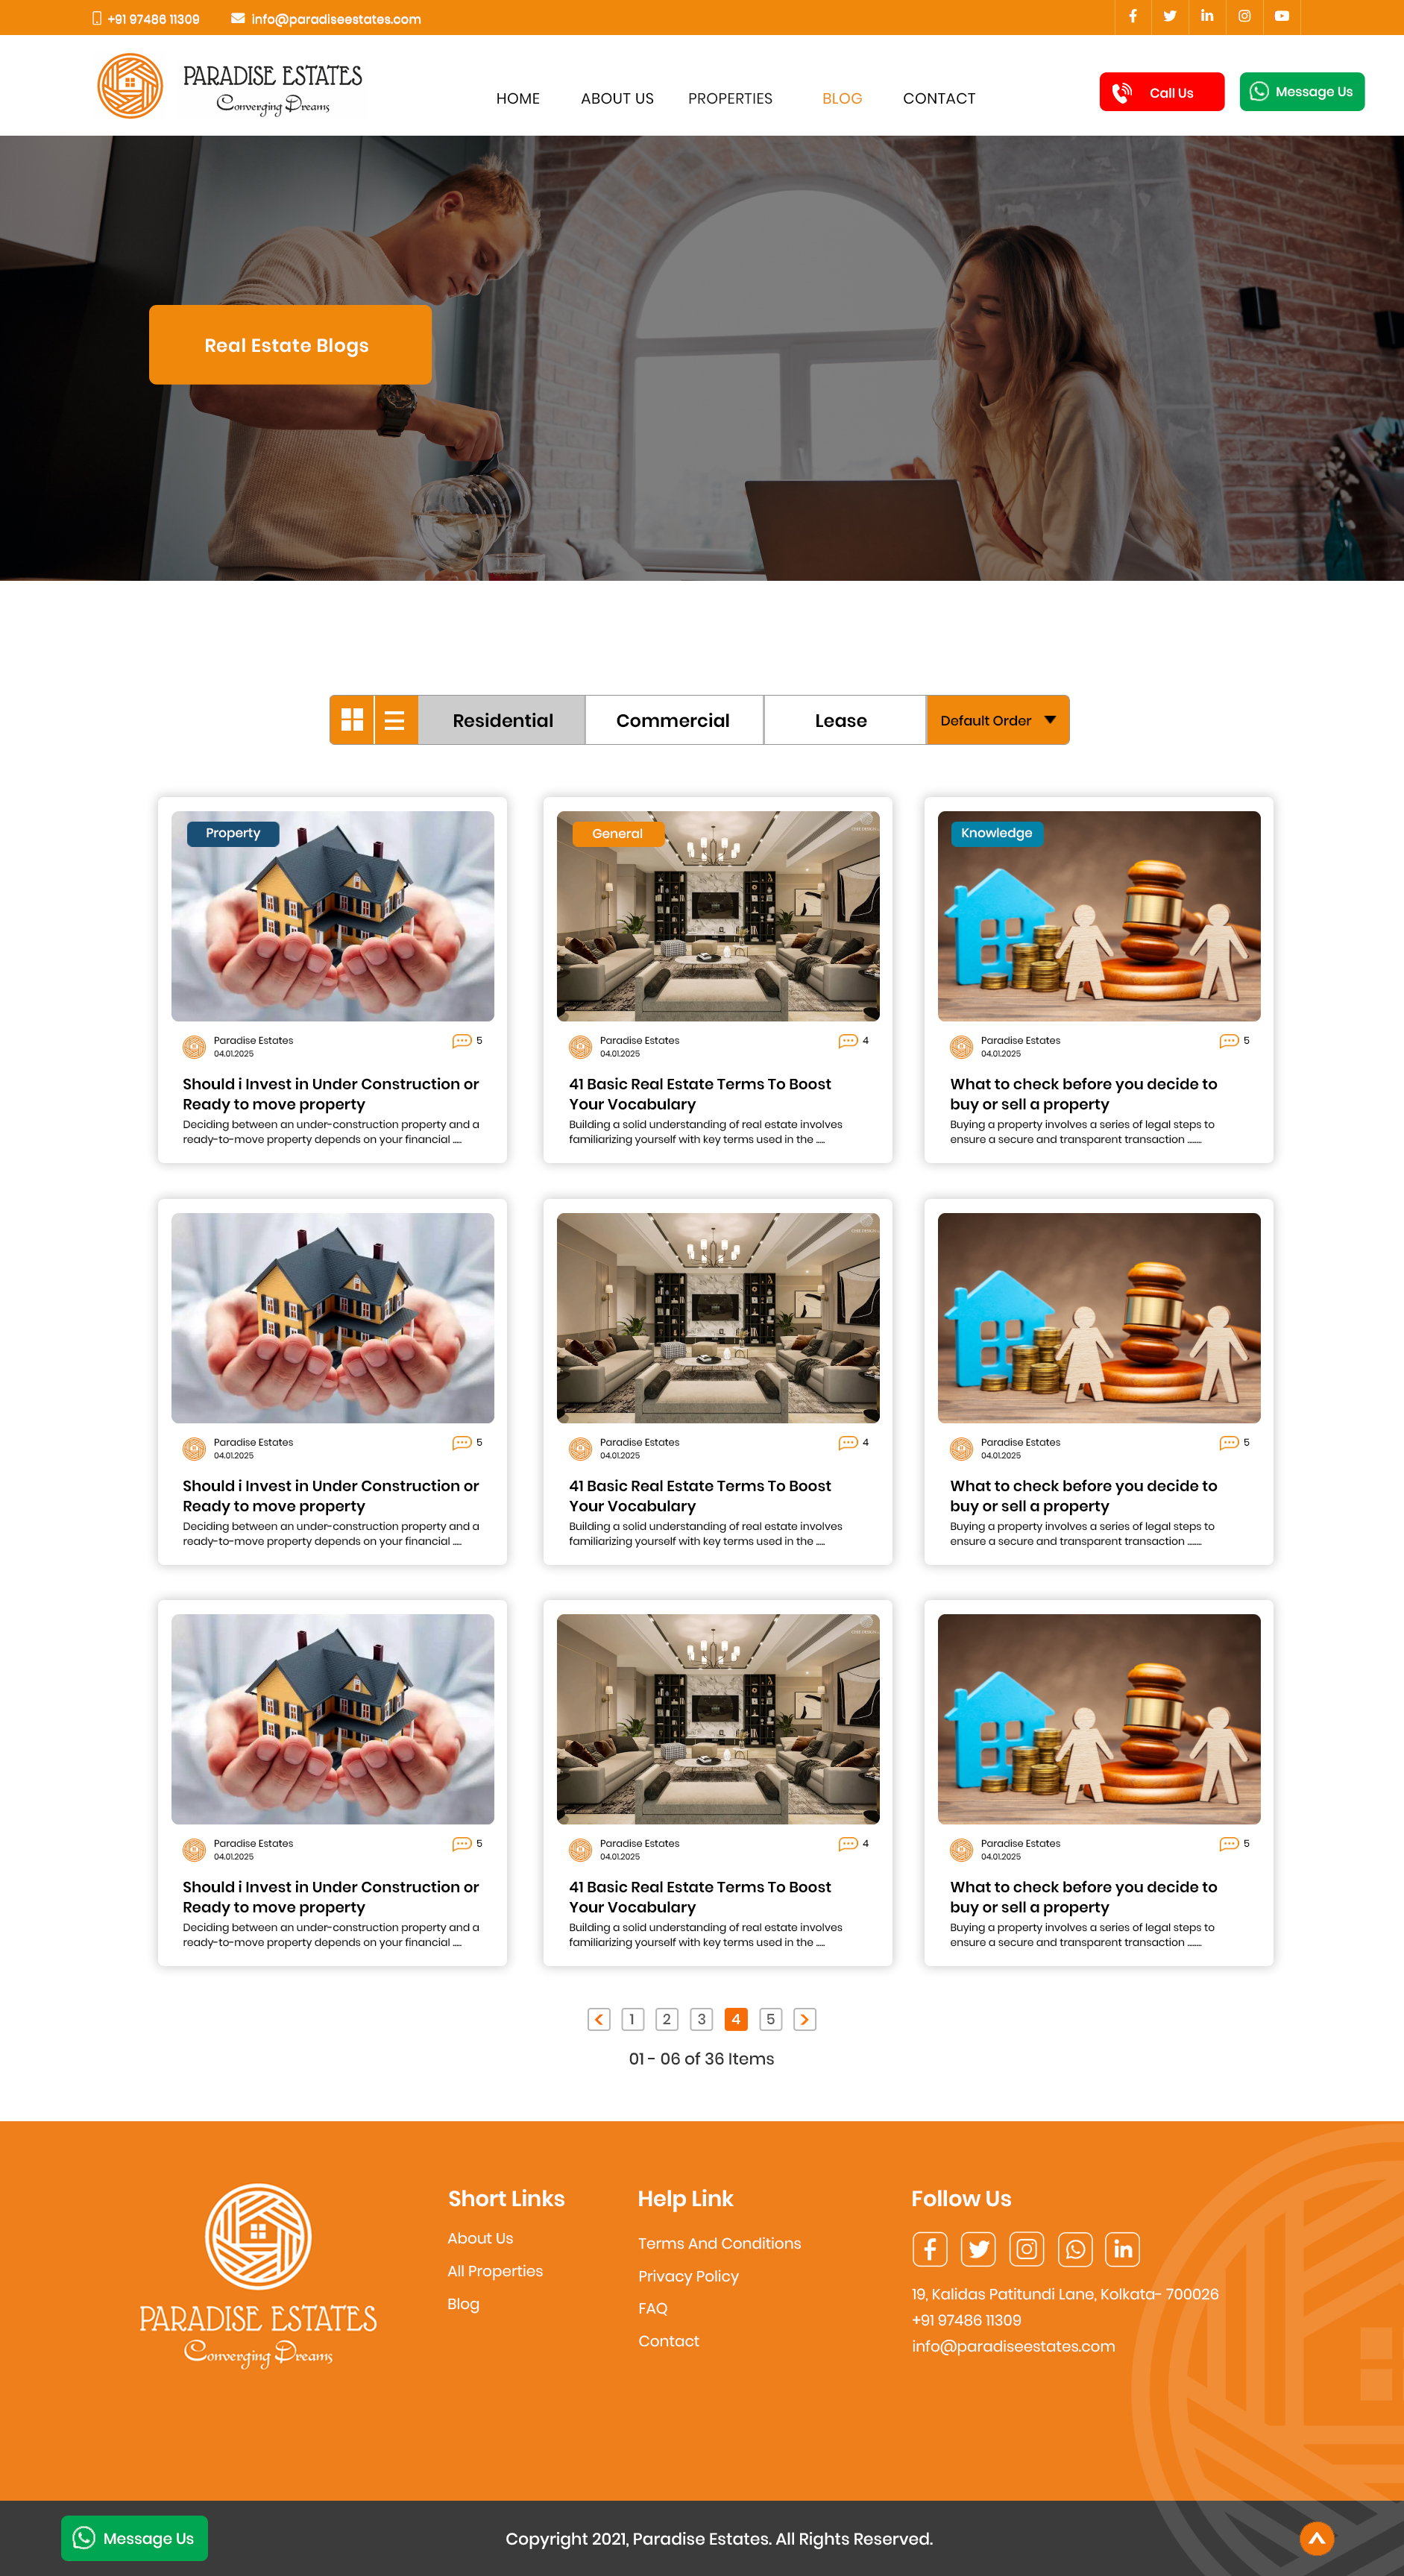 +91 97486 11309
info@paradiseestates.com
PARADISE ESTATES
Converging Dreams
HOME
ABOUT US
PROPERTIES
BLOG
CONTACT
Call Us
Message Us
Real Estate Blogs
Residential
Commercial
Lease
Default Order
Property
Paradise Estates
04.01.2025
5
Should i Invest in Under Construction or
Ready to move property
Deciding between an under-construction property and a
ready-to-move property depends on your financial .....
General
Paradise Estates
04.01.2025
4
41 Basic Real Estate Terms To Boost
Your Vocabulary
Building a solid understanding of real estate involves
familiarizing yourself with key terms used in the .....
Knowledge
Paradise Estates
04.01.2025
5
What to check before you decide to
buy or sell a property
Buying a property involves a series of legal steps to
ensure a secure and transparent transaction ........
Paradise Estates
04.01.2025
5
Should i Invest in Under Construction or
Ready to move property
Deciding between an under-construction property and a
ready-to-move property depends on your financial .....
Paradise Estates
04.01.2025
4
41 Basic Real Estate Terms To Boost
Your Vocabulary
Building a solid understanding of real estate involves
familiarizing yourself with key terms used in the .....
Paradise Estates
04.01.2025
5
What to check before you decide to
buy or sell a property
Buying a property involves a series of legal steps to
ensure a secure and transparent transaction ........
Paradise Estates
04.01.2025
5
Should i Invest in Under Construction or
Ready to move property
Deciding between an under-construction property and a
ready-to-move property depends on your financial .....
Paradise Estates
04.01.2025
4
41 Basic Real Estate Terms To Boost
Your Vocabulary
Building a solid understanding of real estate involves
familiarizing yourself with key terms used in the .....
Paradise Estates
04.01.2025
5
What to check before you decide to
buy or sell a property
Buying a property involves a series of legal steps to
ensure a secure and transparent transaction ........
1 2 3 4 5
01 - 06 of 36 Items
PARADISE ESTATES
Converging Dreams
Short Links
About Us
All Properties
Blog
Help Link
Terms And Conditions
Privacy Policy
FAQ
Contact
Follow Us
19, Kalidas Patitundi Lane, Kolkata- 700026
+91 97486 11309
info@paradiseestates.com
Message Us
Copyright 2021, Paradise Estates. All Rights Reserved.